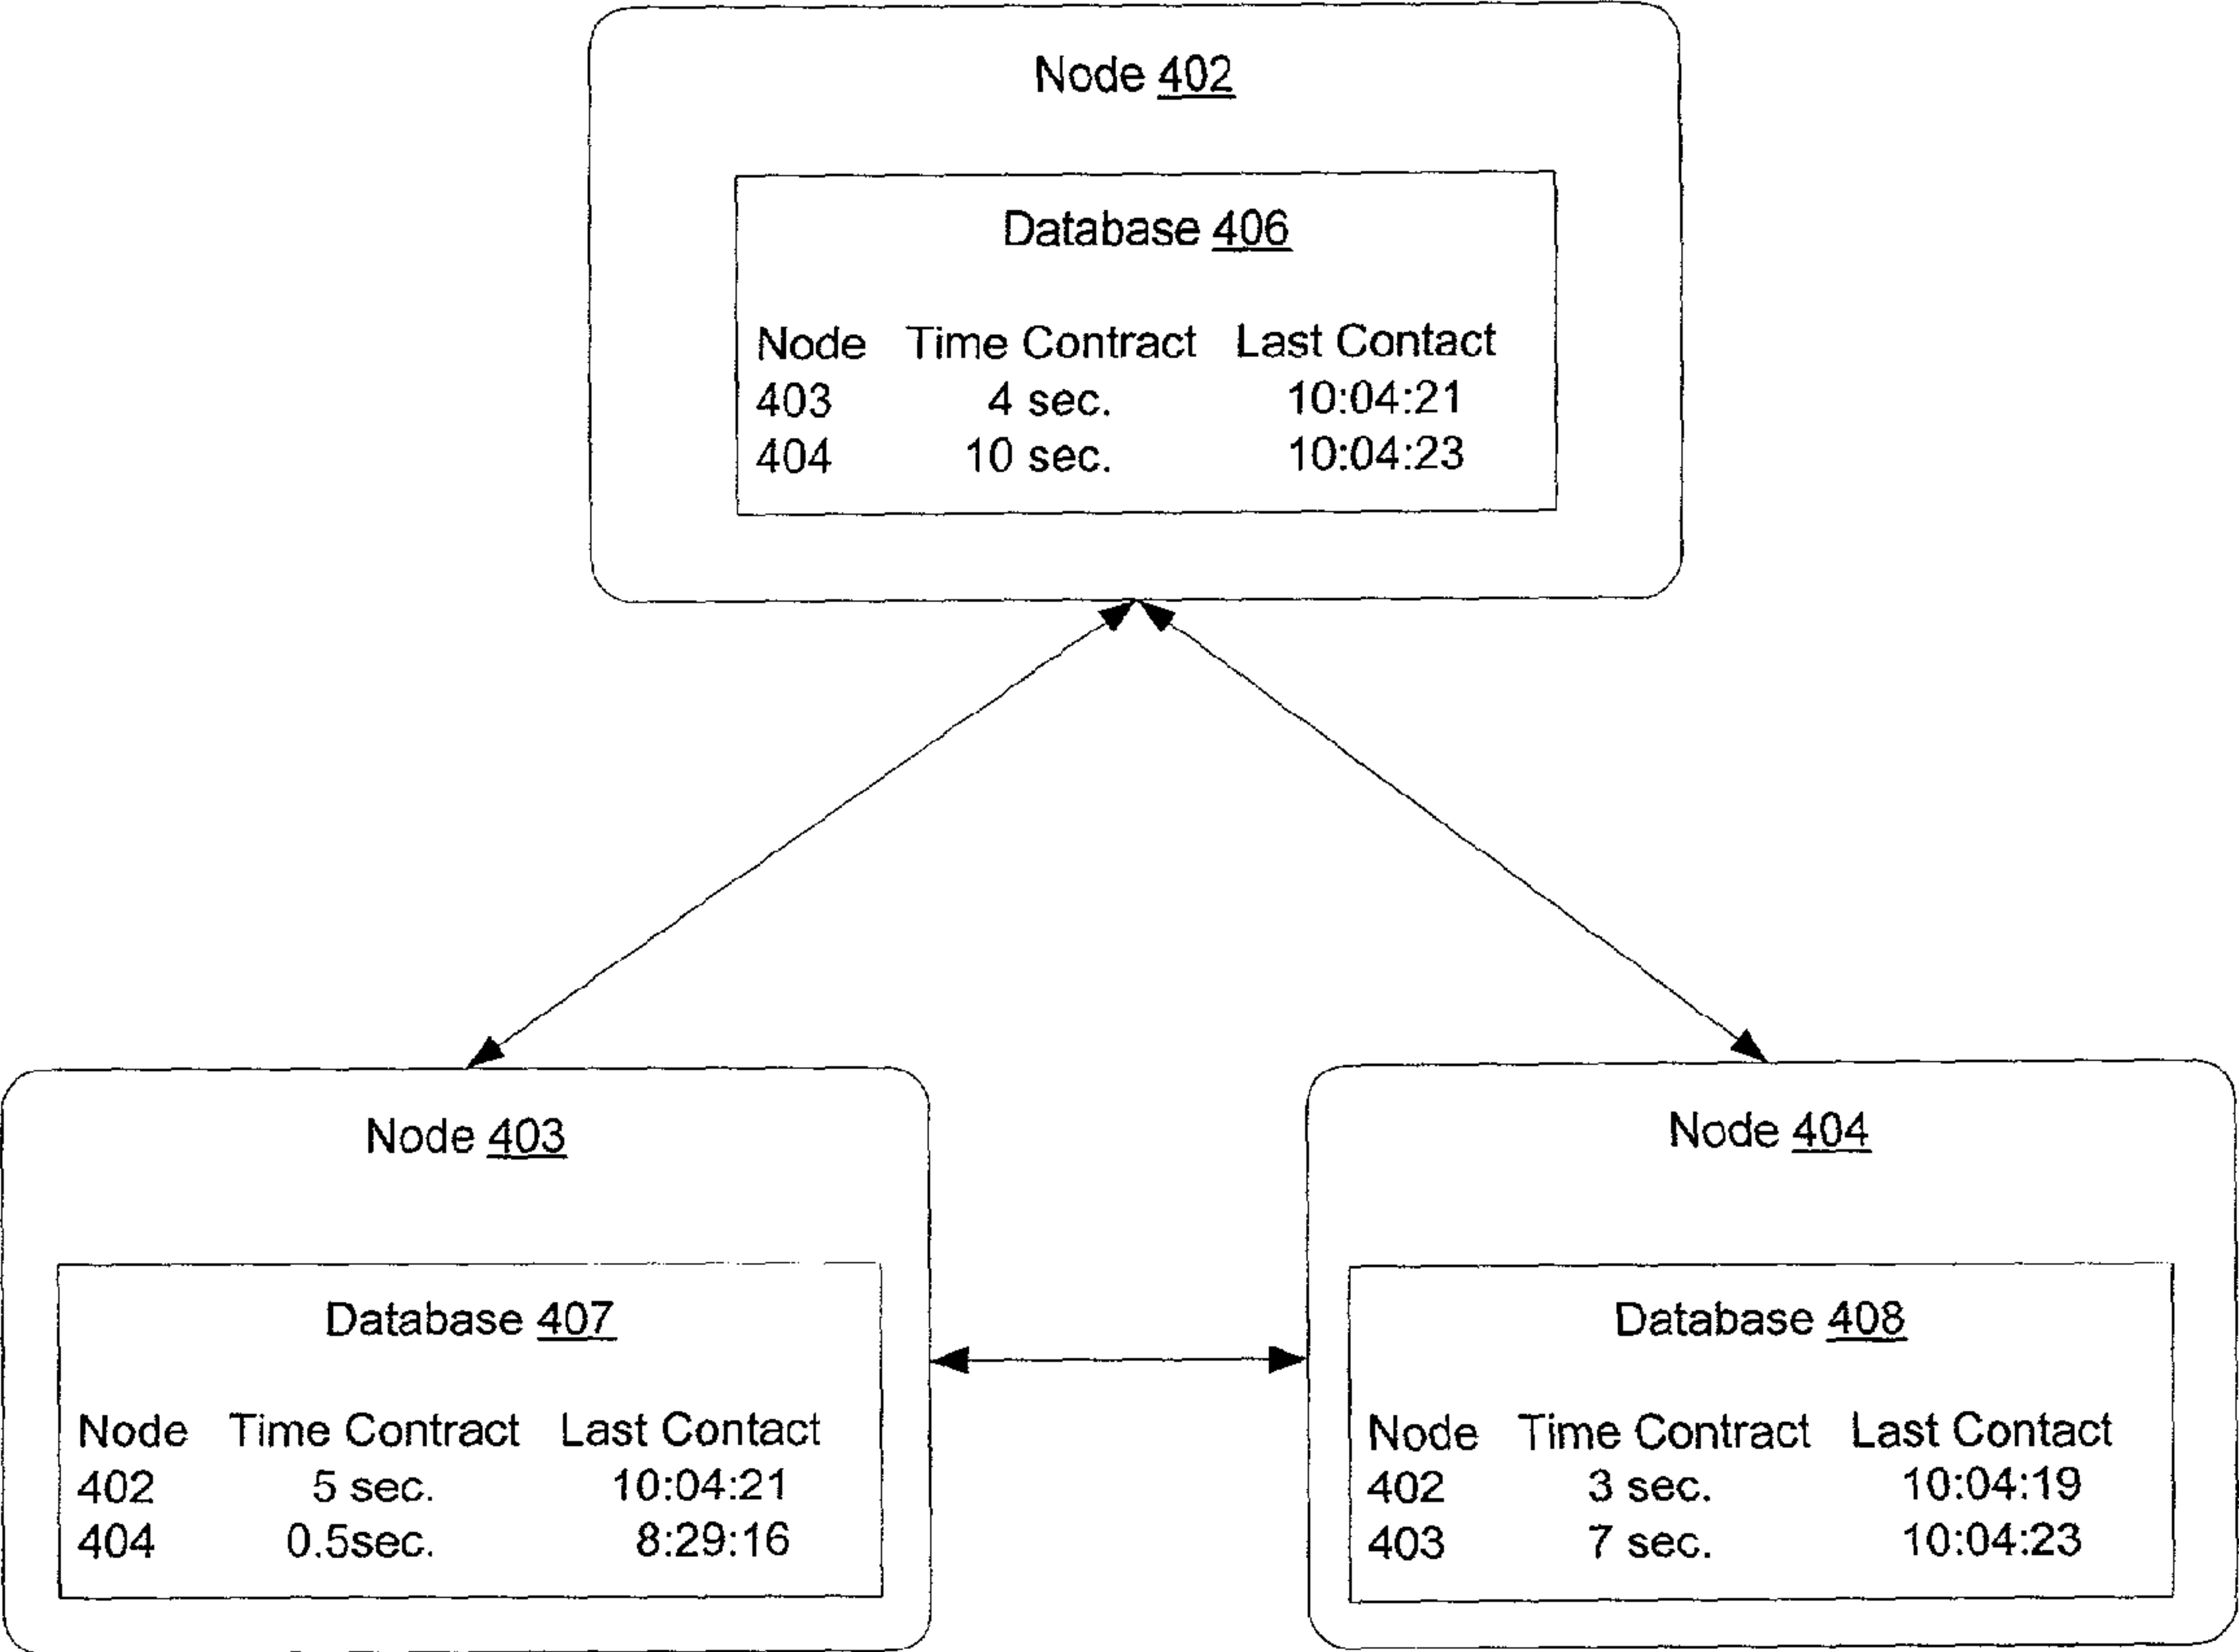 Node 402
Database 406
Node Time Contract Last Contact
403 4 sec. 10:04:21
404 10 sec. 10:04:23
Node 403
Database 407
Node Time Contract Last Contact
402 5 sec. 10:04:21
404 0.5sec. 8:29:16
Node 404
Database 408
Node Time Contract Last Contact
402 3 sec. 10:04:19
403 7 sec. 10:04:23